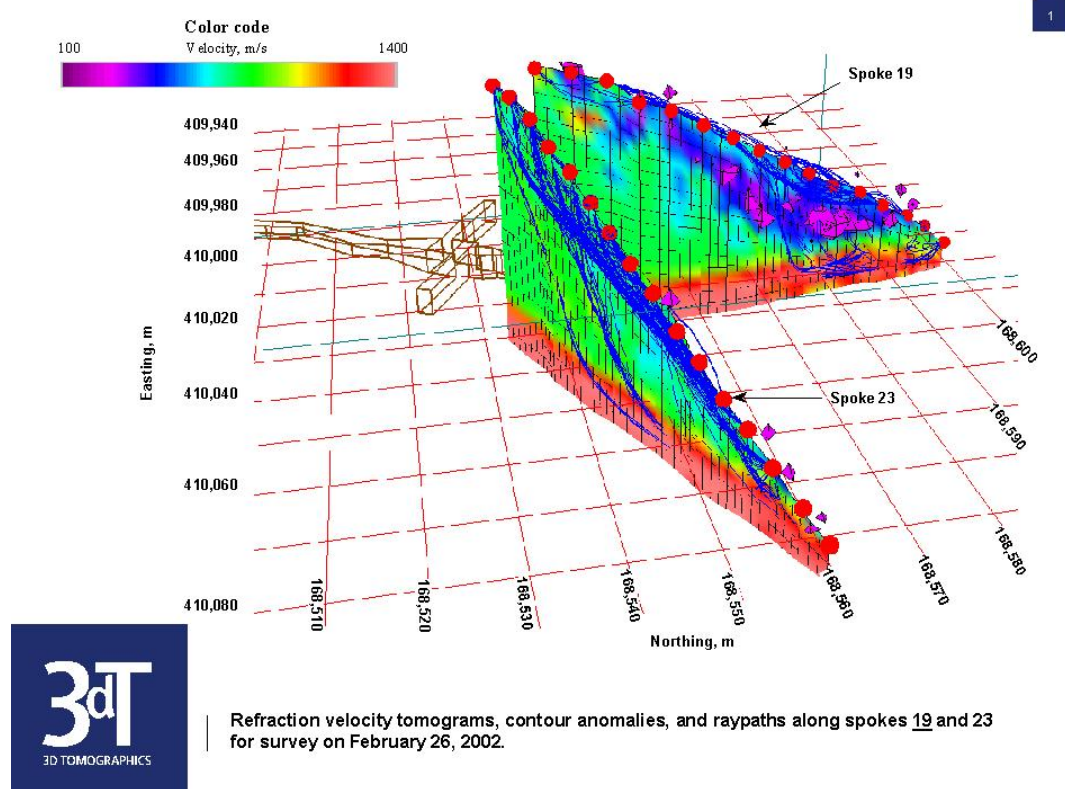 1
Color code
Velocity, m/s
100
1400
Spoke 19
409,940
409,960
409,980
410,000
410,020
410,040
410,060
410,080
Easting, m
Spoke 23
168,600
168,590
168,580
168,570
168,560
168,550
168,540
168,530
168,520
168,510
Northing, m
3dT
3D TOMOGRAPHICS
Refraction velocity tomograms, contour anomalies, and raypaths along spokes 19 and 23
for survey on February 26, 2002.